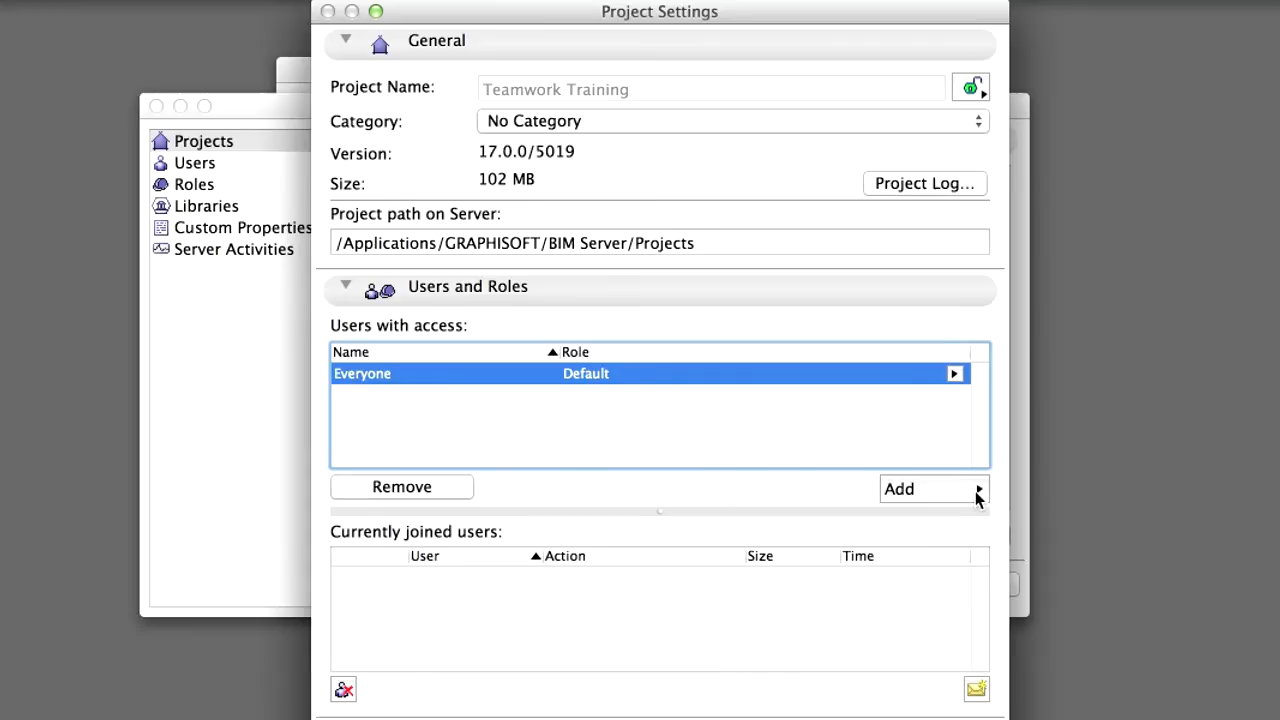 Project Settings
General
Project Name: Teamwork Training
Category: No Category
Version: 17.0.0/5019
Size: 102 MB
Project Log...
Project path on Server:
/Applications/GRAPHISOFT/BIM Server/Projects
Projects
Users
Roles
Libraries
Custom Properties
Server Activities
Users and Roles
Users with access:
Name Role
Everyone Default
Remove Add
Currently joined users:
User Action Size Time